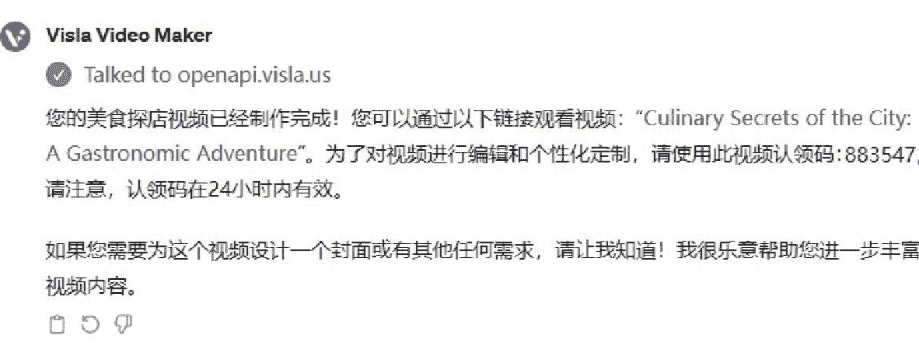 Visla Video Maker
Talked to openapi.visla.us
您的美食探店视频已经制作完成！您可以通过以下链接观看视频：“Culinary Secrets of the City:
A Gastronomic Adventure”。为了对视频进行编辑和个性化定制，请使用此视频认领码：883547,
请注意，认领码在24小时内有效。
如果您需要为这个视频设计一个封面或有其他任何需求，请让我知道！我很乐意帮助您进一步丰富
视频内容。